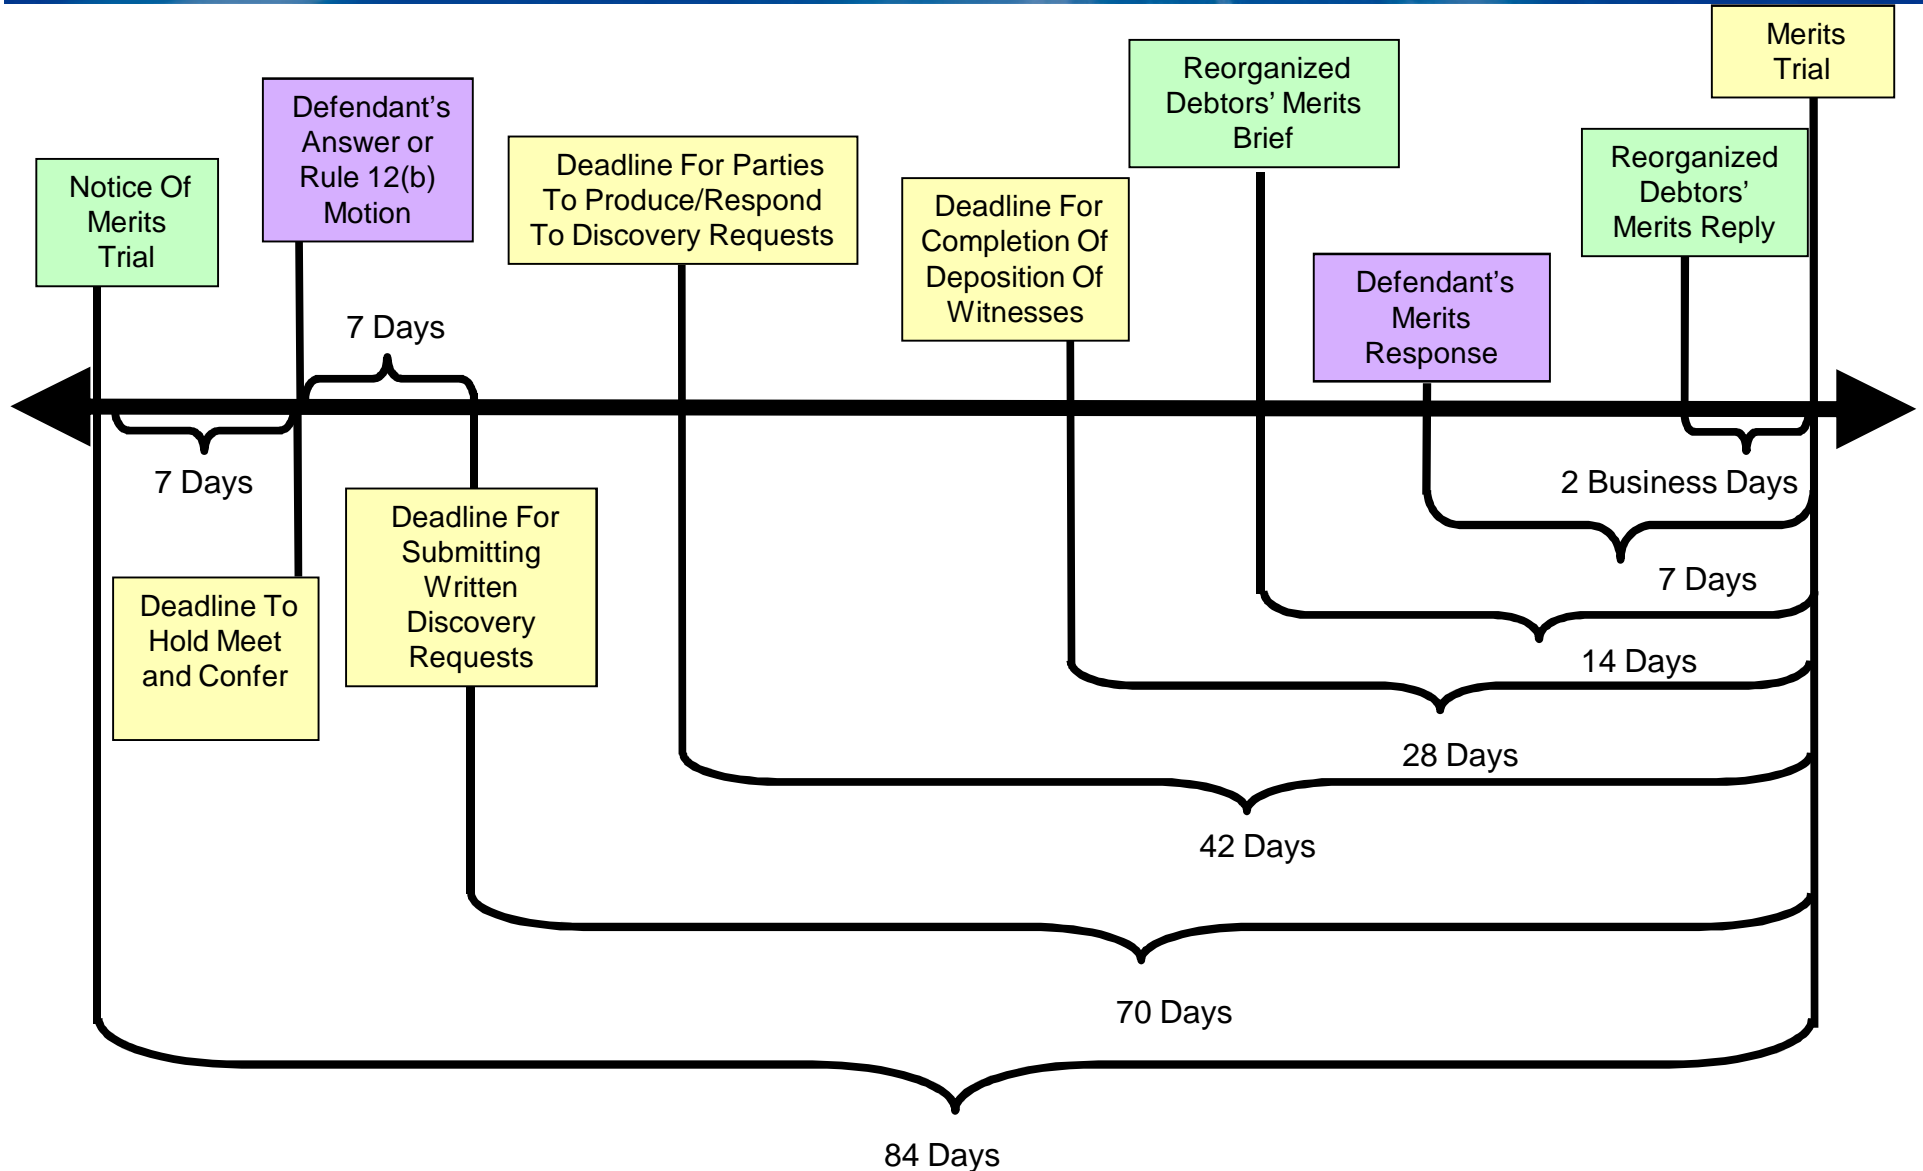 Merits
Trial
Reorganized
Debtors' Merits
Brief
Defendant's
Answer or
Rule 12(b)
Motion
Reorganized
Debtors'
Merits Reply
Deadline For Parties
To Produce/Respond
To Discovery Requests
Notice Of
Merits
Trial
Deadline For
Completion Of
Deposition Of
Witnesses
Defendant's
Merits
Response
7 Days
7 Days
2 Business Days
Deadline For
Submitting
Written
Discovery
Requests
Deadline To
Hold Meet
and Confer
7 Days
14 Days
28 Days
42 Days
70 Days
84 Days